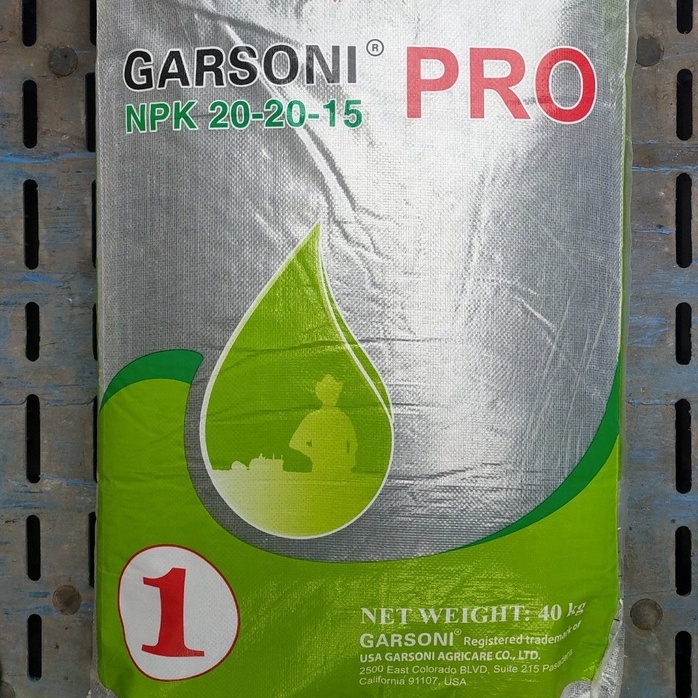 GARSONI® PRO
NPK 20-20-15
1
NET WEIGHT: 40 kg
GARSONI® Registered trademark of
USA GARSONI AGRICARE CO., LTD.
2500 East Colorado BLVD, Suite 215 Pasadena,
California 91107, USA